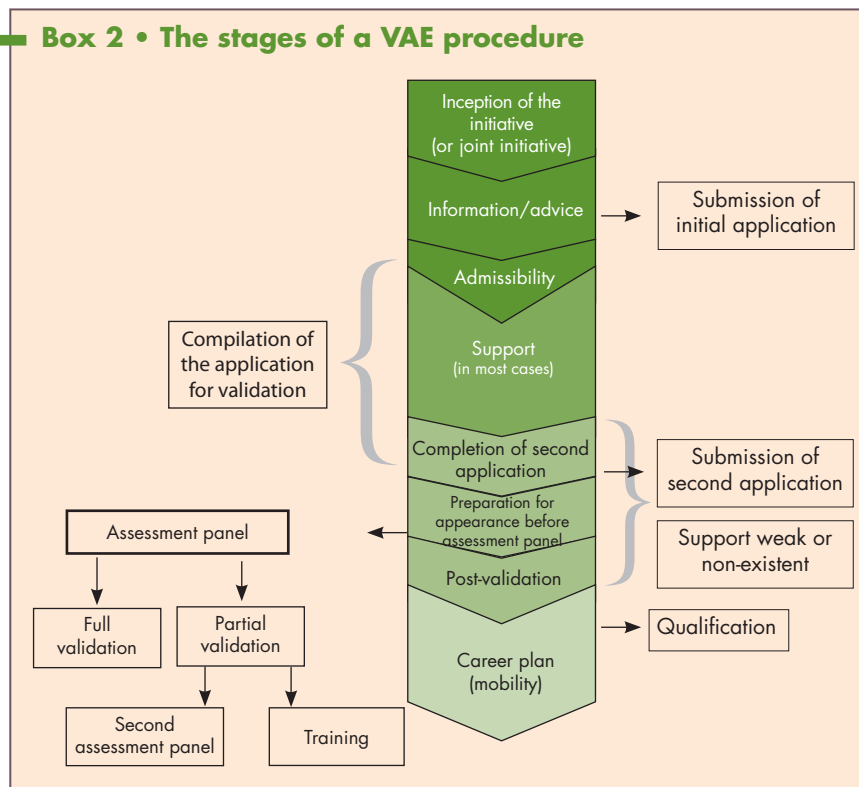 Box 2 • The stages of a VAE procedure
Inception of the
initiative
(or joint initiative)
Information/advice
Submission of
initial application
Admissibility
Compilation of
the application
for validation
Support
(in most cases)
Completion of second
application
Submission of
second application
Preparation for
appearance before
assessment panel
Support weak or
non-existent
Assessment panel
Post-validation
Full
validation
Partial
validation
Qualification
Career plan
(mobility)
Second
assessment panel
Training